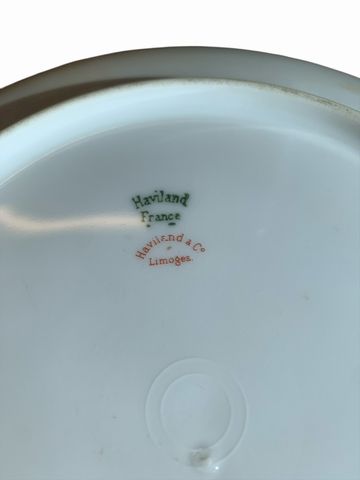 Haviland
France
Haviland & Co
Limoges.